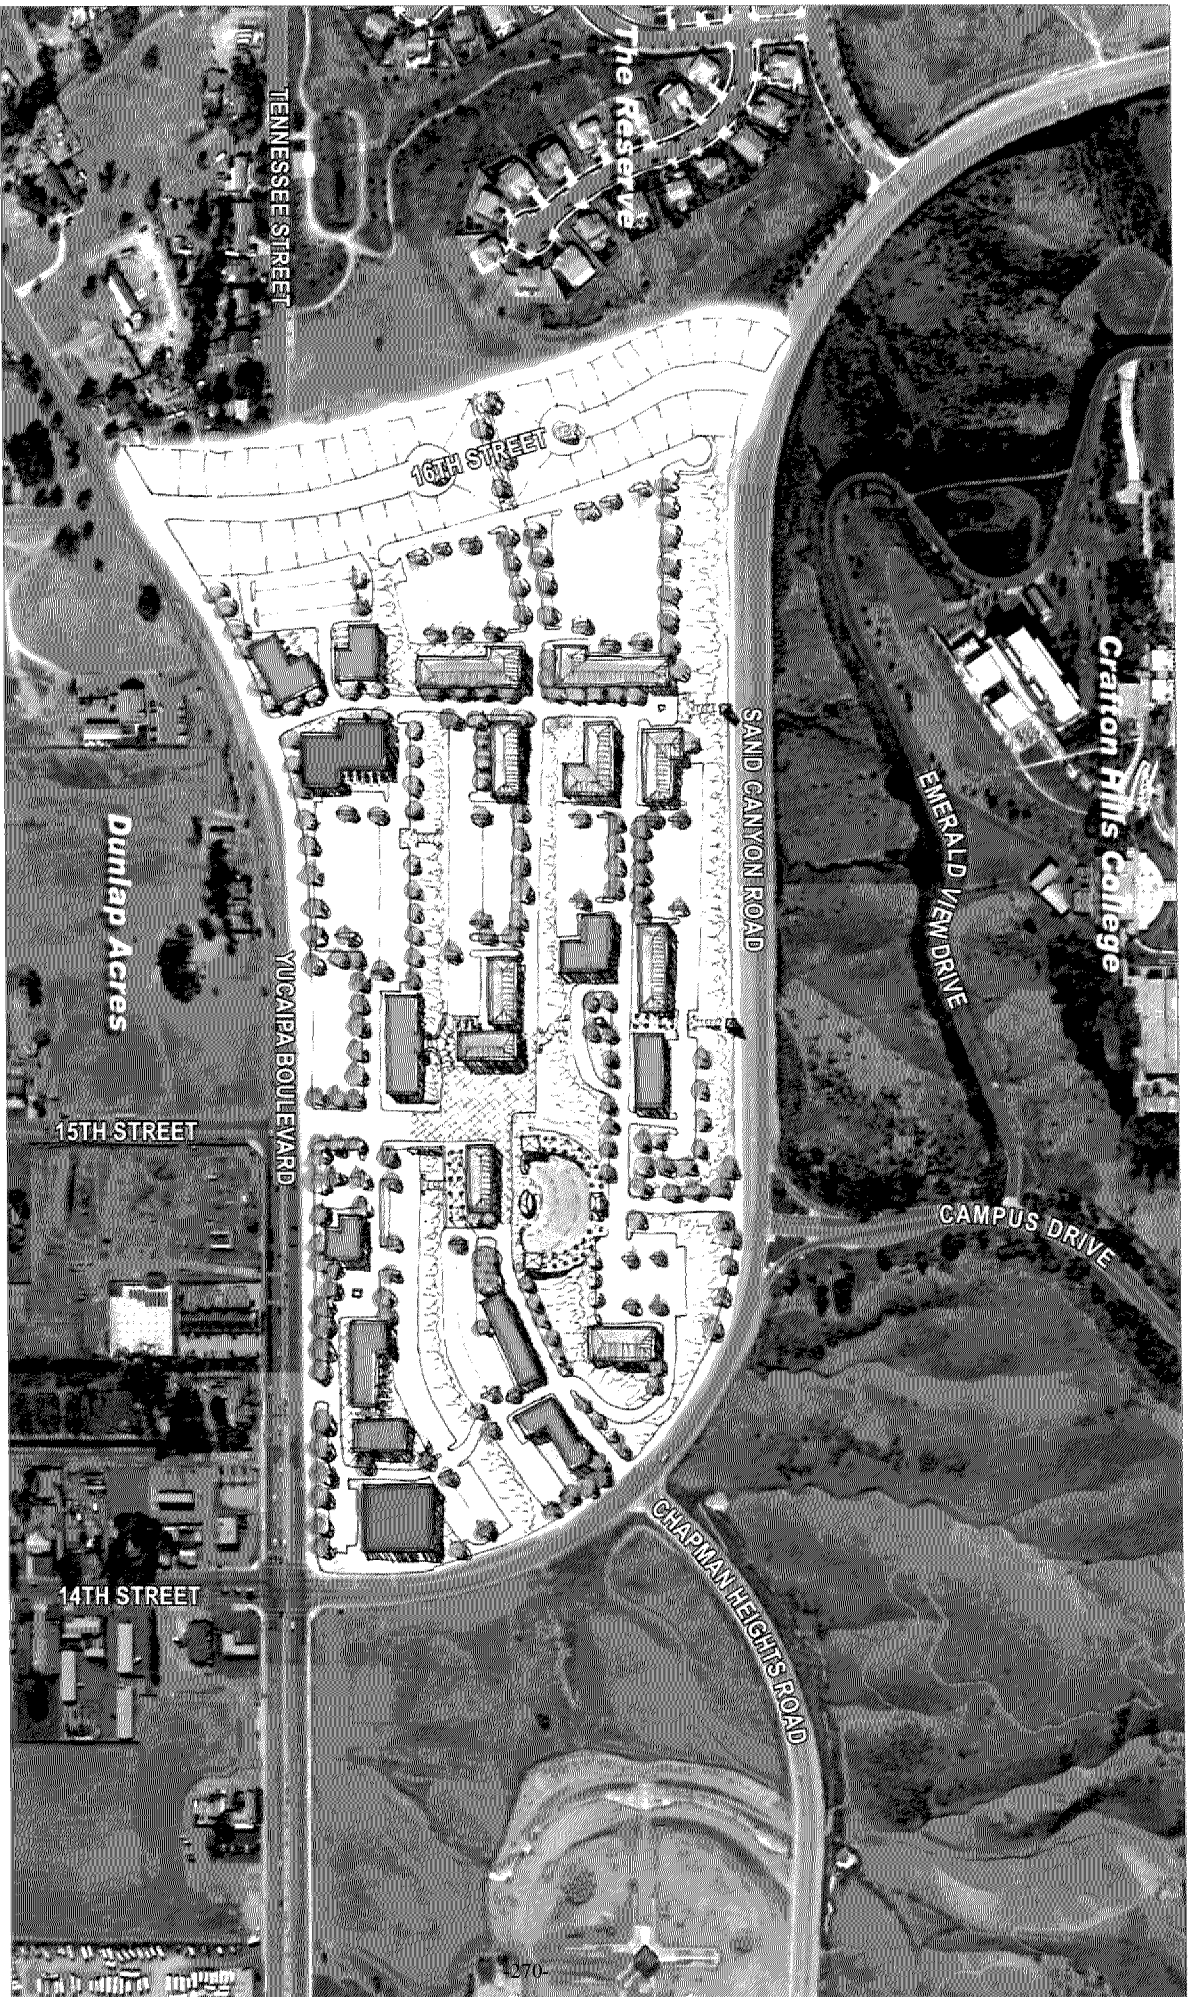 The Reserve
TENNESSEE STREET
16TH STREET
Crafton Hills College
SAND CANYON ROAD
EMERALD VIEW DRIVE
Dunlap Acres
YUCAIPA BOULEVARD
15TH STREET
CAMPUS DRIVE
CHAPMAN HEIGHTS ROAD
14TH STREET
-270-